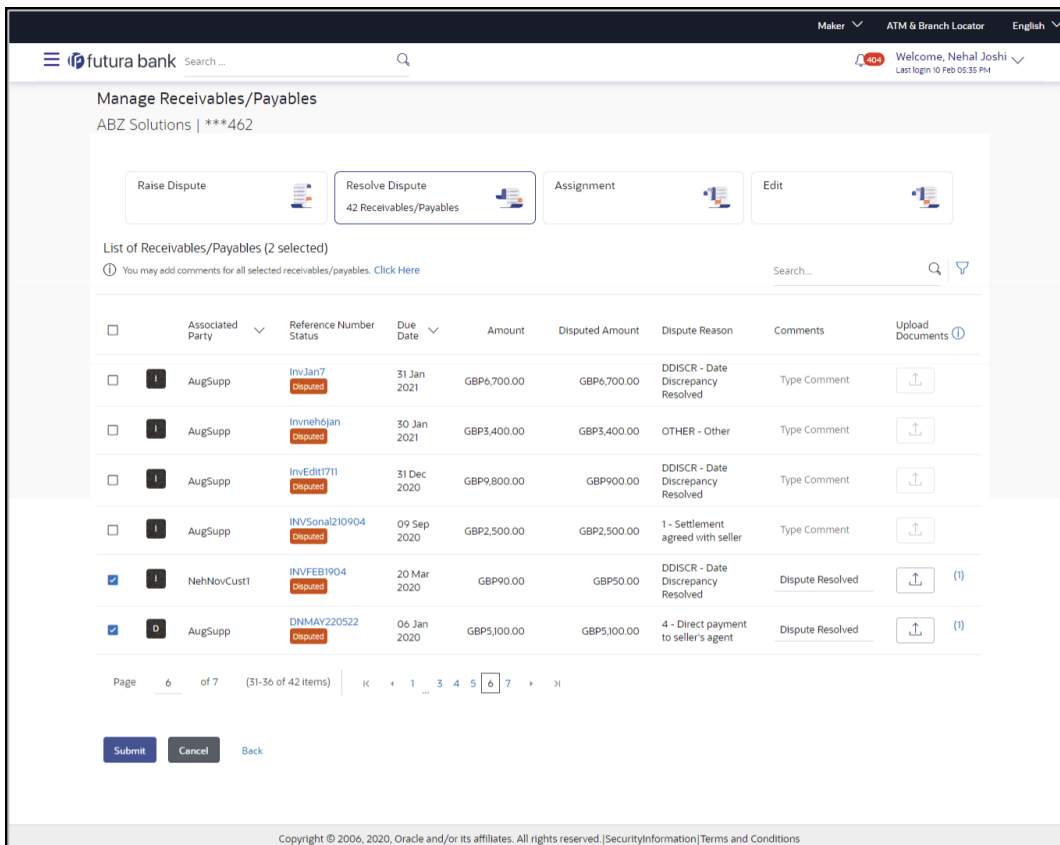 Maker ATM & Branch Locator English
futura bank Search ... 404 Welcome, Nehal Joshi
Last login 10 Feb 05:35 PM
Manage Receivables/Payables
ABZ Solutions | ***462
Raise Dispute Resolve Dispute Assignment Edit
42 Receivables/Payables
List of Receivables/Payables (2 selected)
You may add comments for all selected receivables/payables. Click Here Search...
Associated Party Reference Number Status Due Date Amount Disputed Amount Dispute Reason Comments Upload Documents
I AugSupp InvJan7 Disputed 31 Jan 2021 GBP6,700.00 GBP6,700.00 DDISCR - Date Discrepancy Resolved Type Comment
I AugSupp Invneh6jan Disputed 30 Jan 2021 GBP3,400.00 GBP3,400.00 OTHER - Other Type Comment
I AugSupp InvEdit1711 Disputed 31 Dec 2020 GBP9,800.00 GBP900.00 DDISCR - Date Discrepancy Resolved Type Comment
I AugSupp INVSonal210904 Disputed 09 Sep 2020 GBP2,500.00 GBP2,500.00 1 - Settlement agreed with seller Type Comment
I NehNovCust1 INVFEB1904 Disputed 20 Mar 2020 GBP90.00 GBP50.00 DDISCR - Date Discrepancy Resolved Dispute Resolved (1)
D AugSupp DNMAY220522 Disputed 06 Jan 2020 GBP5,100.00 GBP5,100.00 4 - Direct payment to seller's agent Dispute Resolved (1)
Page 6 of 7 (31-36 of 42 items) 1 ... 3 4 5 6 7
Submit Cancel Back
Copyright © 2006, 2020, Oracle and/or its affiliates. All rights reserved.|SecurityInformation|Terms and Conditions